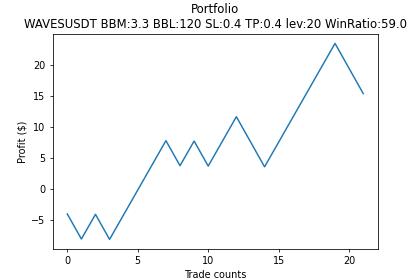 Portfolio
WAVESUSDT BBM:3.3 BBL:120 SL:0.4 TP:0.4 lev:20 WinRatio:59.0
20
15
10
5
0
−5
Profit ($)
0
5
10
15
20
Trade counts